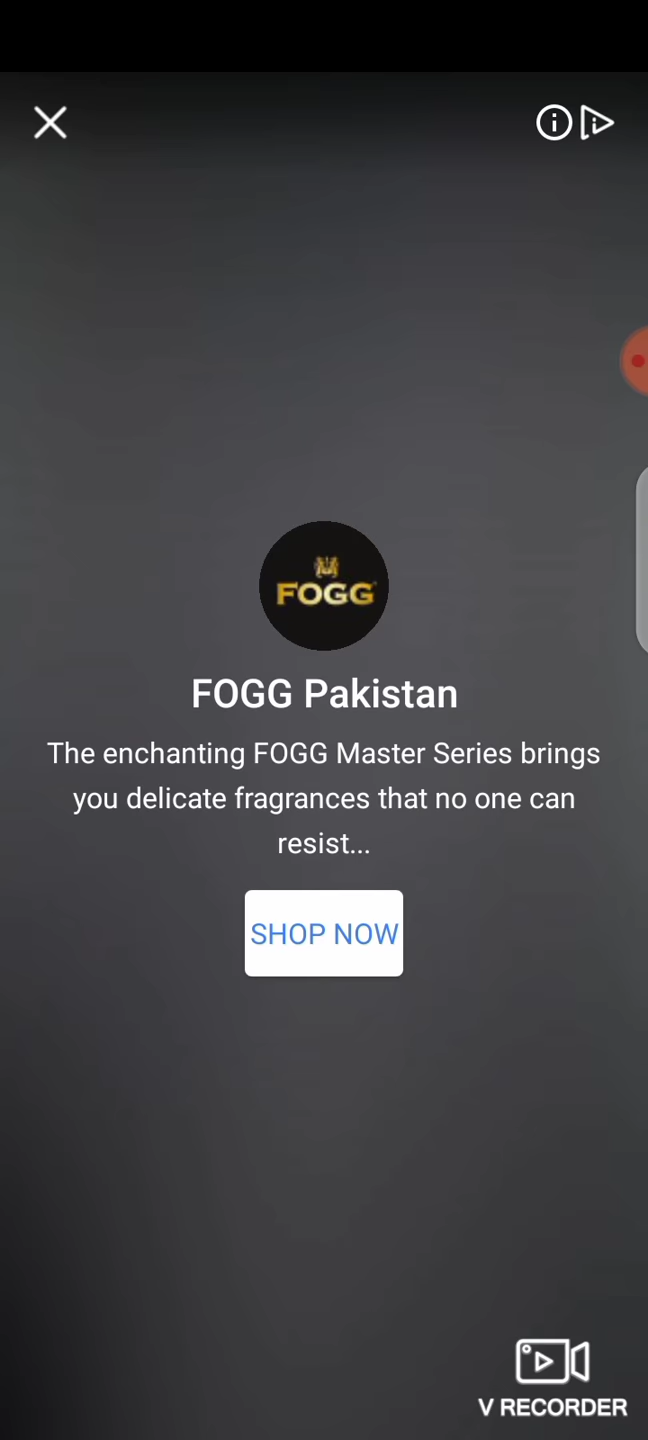 FOGG
FOGG Pakistan
The enchanting FOGG Master Series brings
you delicate fragrances that no one can
resist...
SHOP NOW
V RECORDER